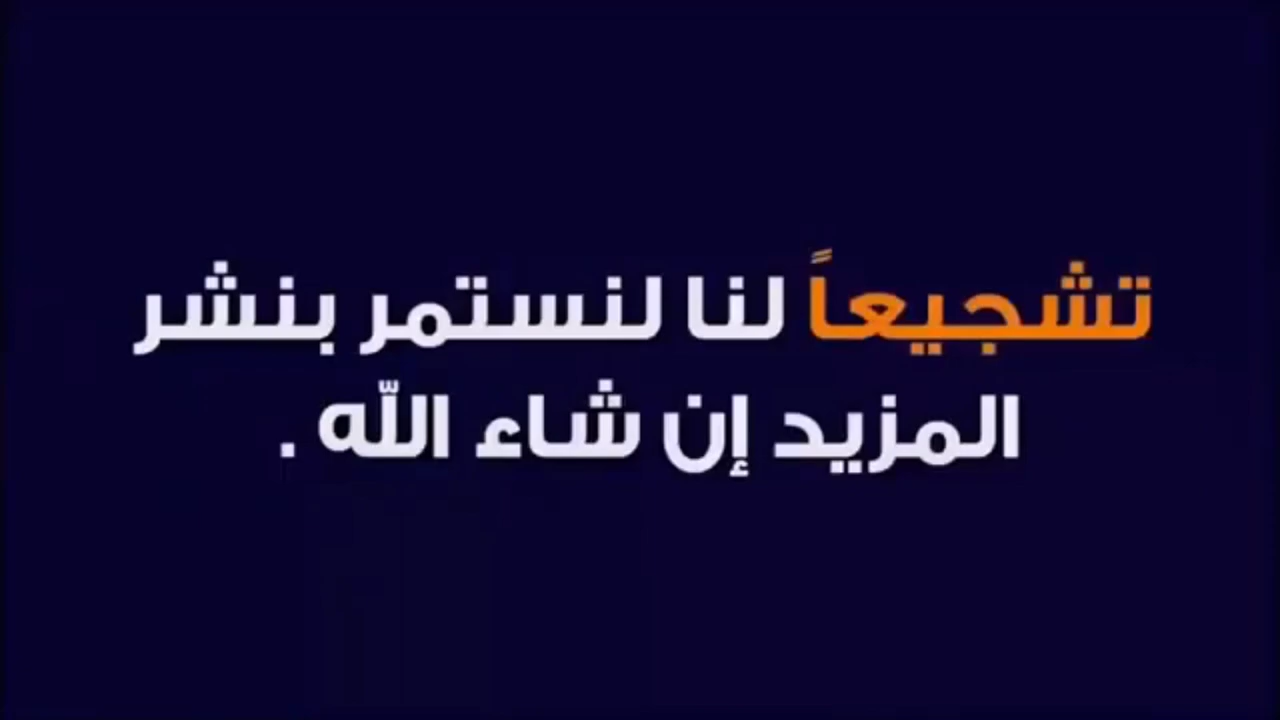 تشجيعاً لنا لنستمر بنشر
المزيد إن شاء اللّه .